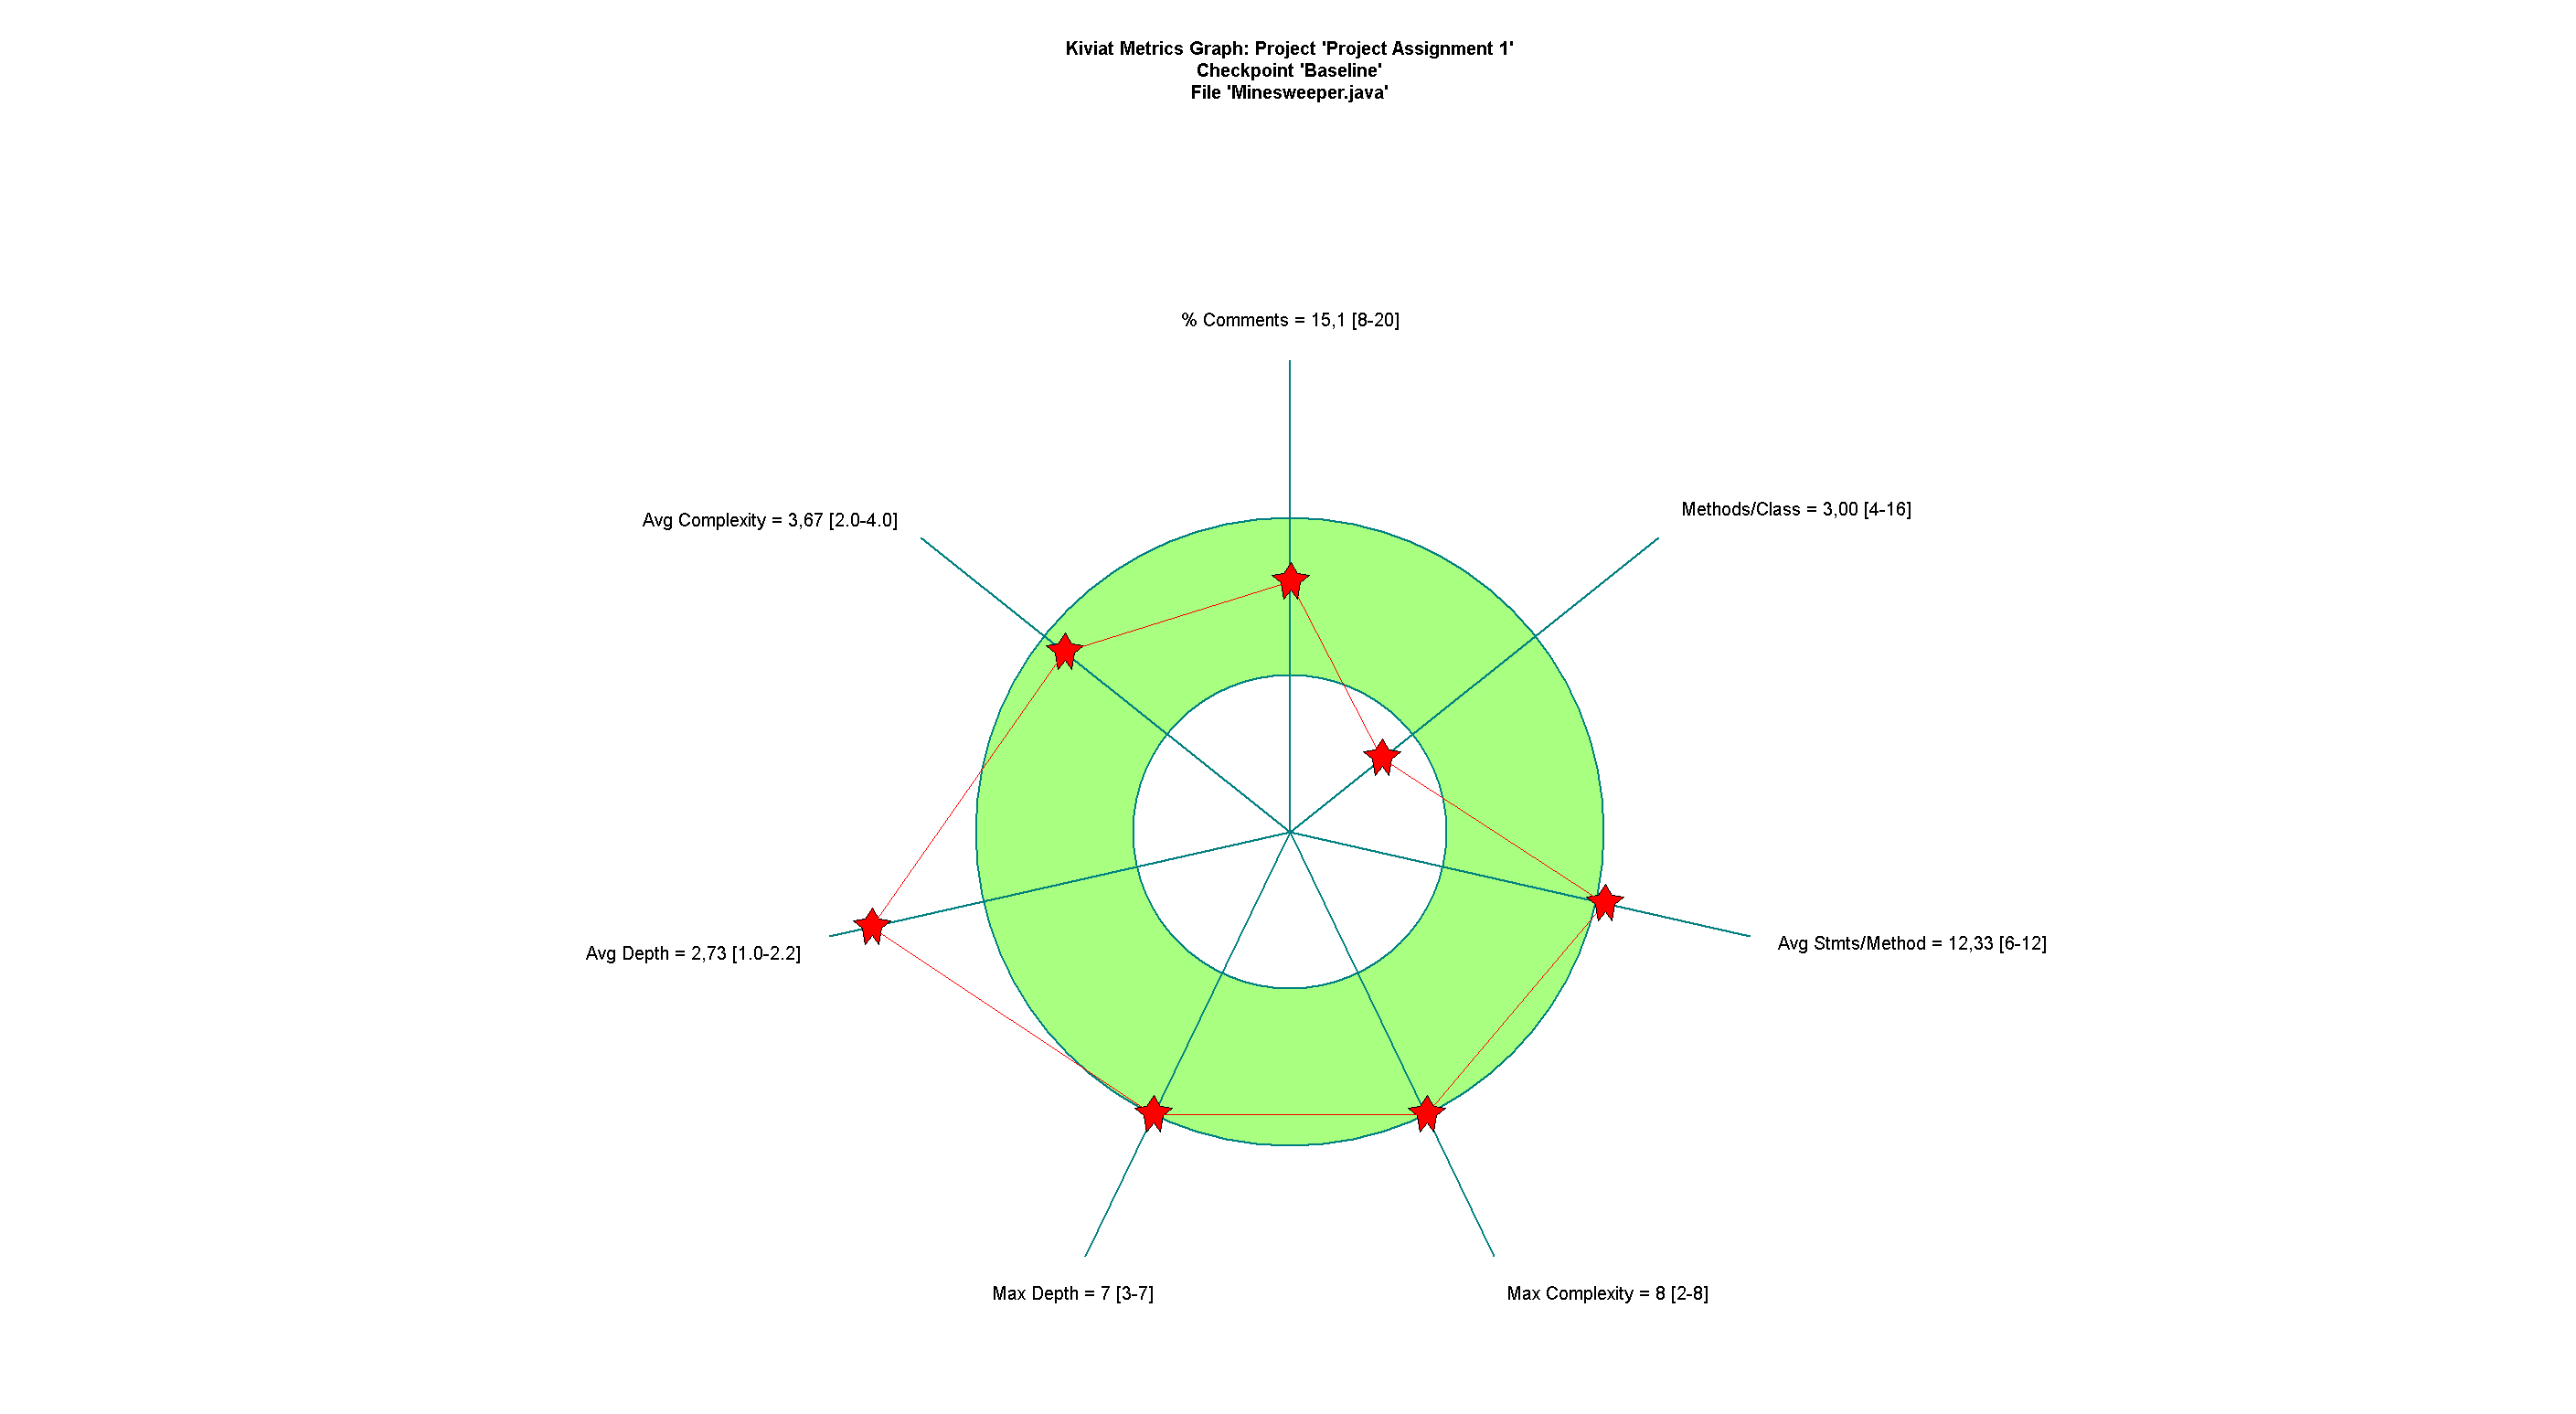 Kiviat Metrics Graph: Project 'Project Assignment 1'
Checkpoint 'Baseline'
File 'Minesweeper.java'
% Comments = 15,1 [8-20]
Methods/Class = 3,00 [4-16]
Avg Complexity = 3,67 [2.0-4.0]
Avg Stmts/Method = 12,33 [6-12]
Avg Depth = 2,73 [1.0-2.2]
Max Depth = 7 [3-7]
Max Complexity = 8 [2-8]